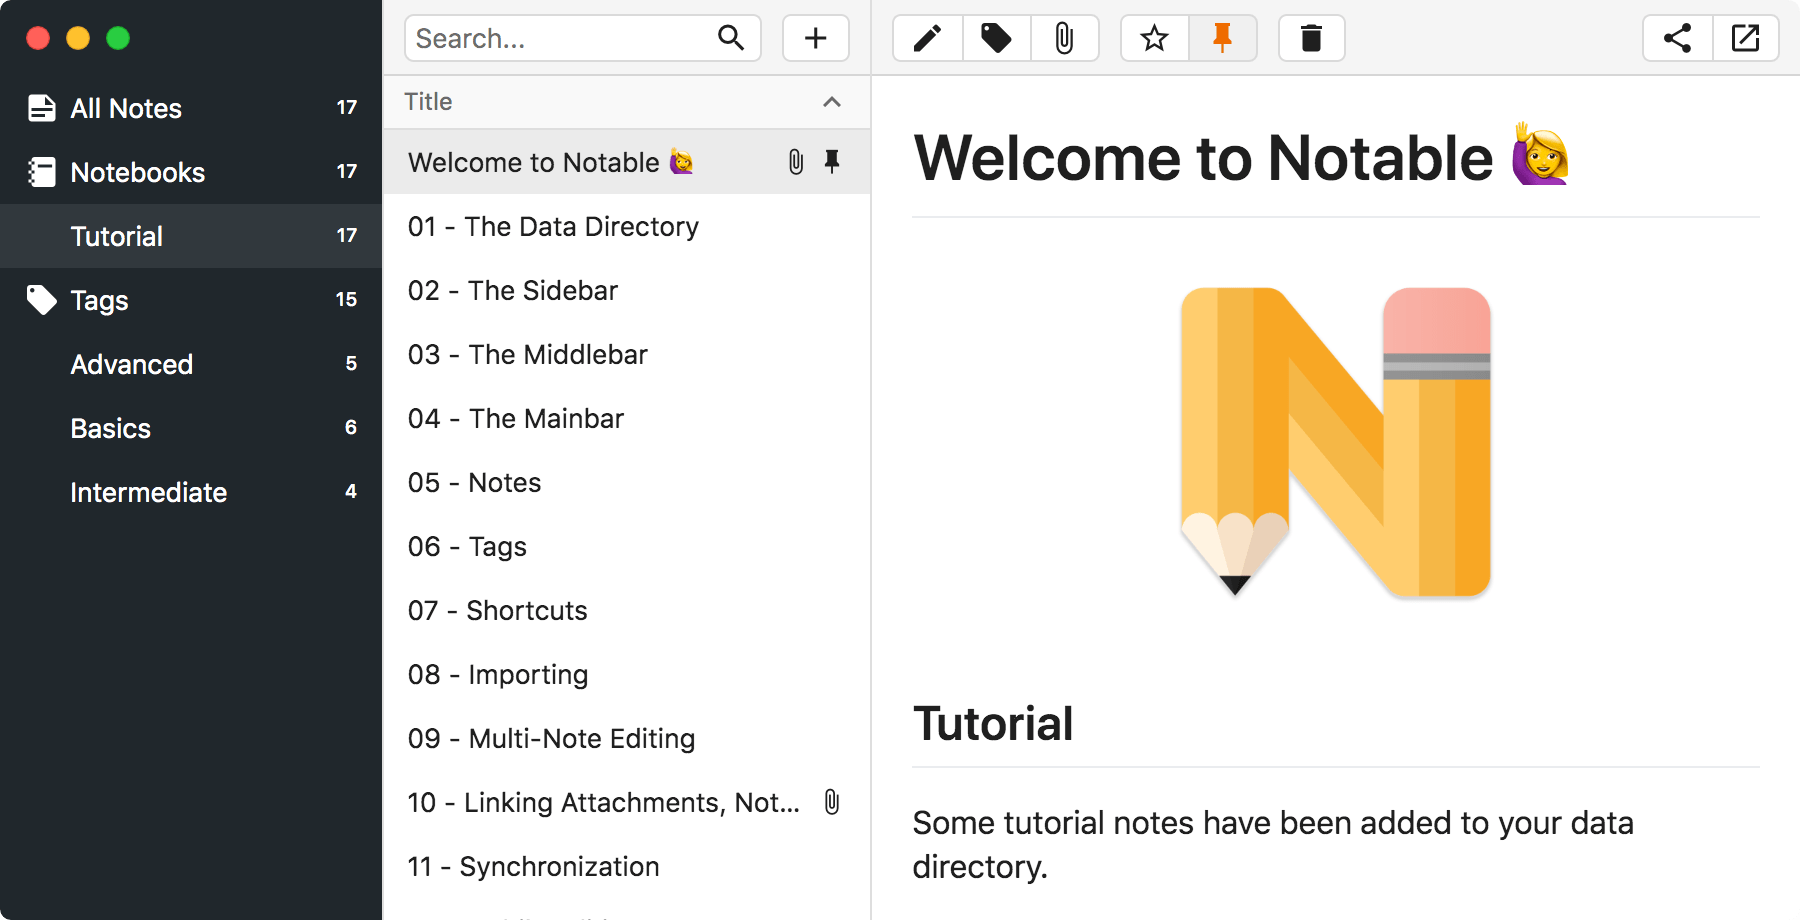 All Notes 17
Notebooks 17
Tutorial 17
Tags 15
Advanced 5
Basics 6
Intermediate 4
Search...
Title
Welcome to Notable 🙋
01 - The Data Directory
02 - The Sidebar
03 - The Middlebar
04 - The Mainbar
05 - Notes
06 - Tags
07 - Shortcuts
08 - Importing
09 - Multi-Note Editing
10 - Linking Attachments, Not...
11 - Synchronization
Welcome to Notable 🙋
Tutorial
Some tutorial notes have been added to your data
directory.